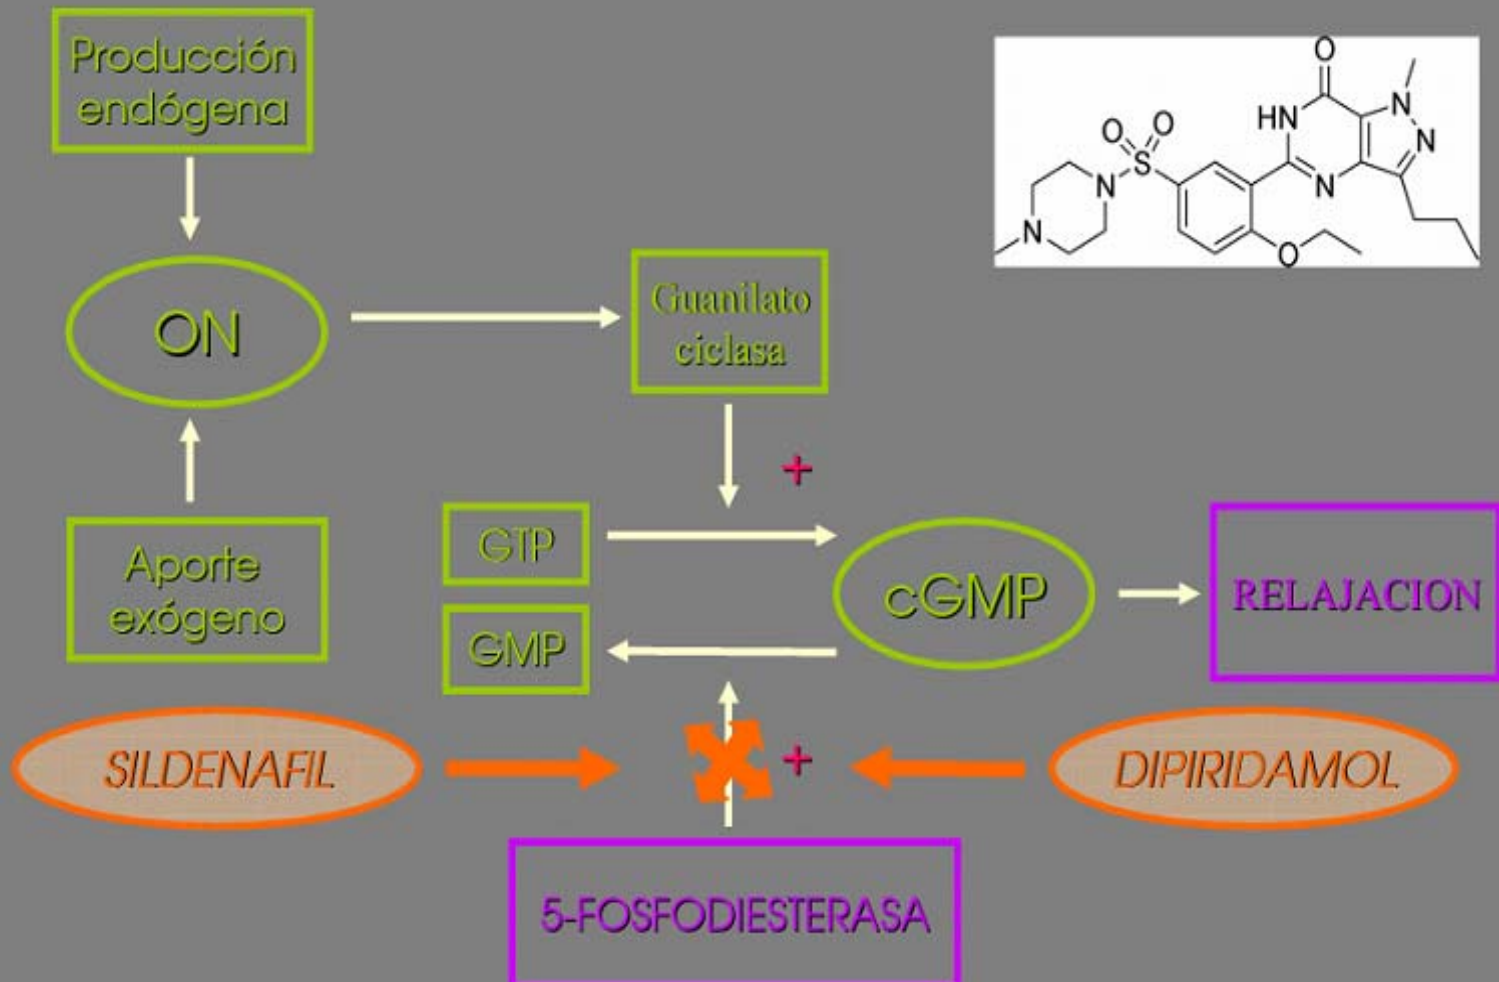 Producción
endógena
ON
Guanilato
ciclasa
+
Aporte
exógeno
GTP
GMP
cGMP
RELAJACION
SILDENAFIL
+
DIPIRIDAMOL
5-FOSFODIESTERASA
O
N
HN
N
O
O
S
N
N
N
O